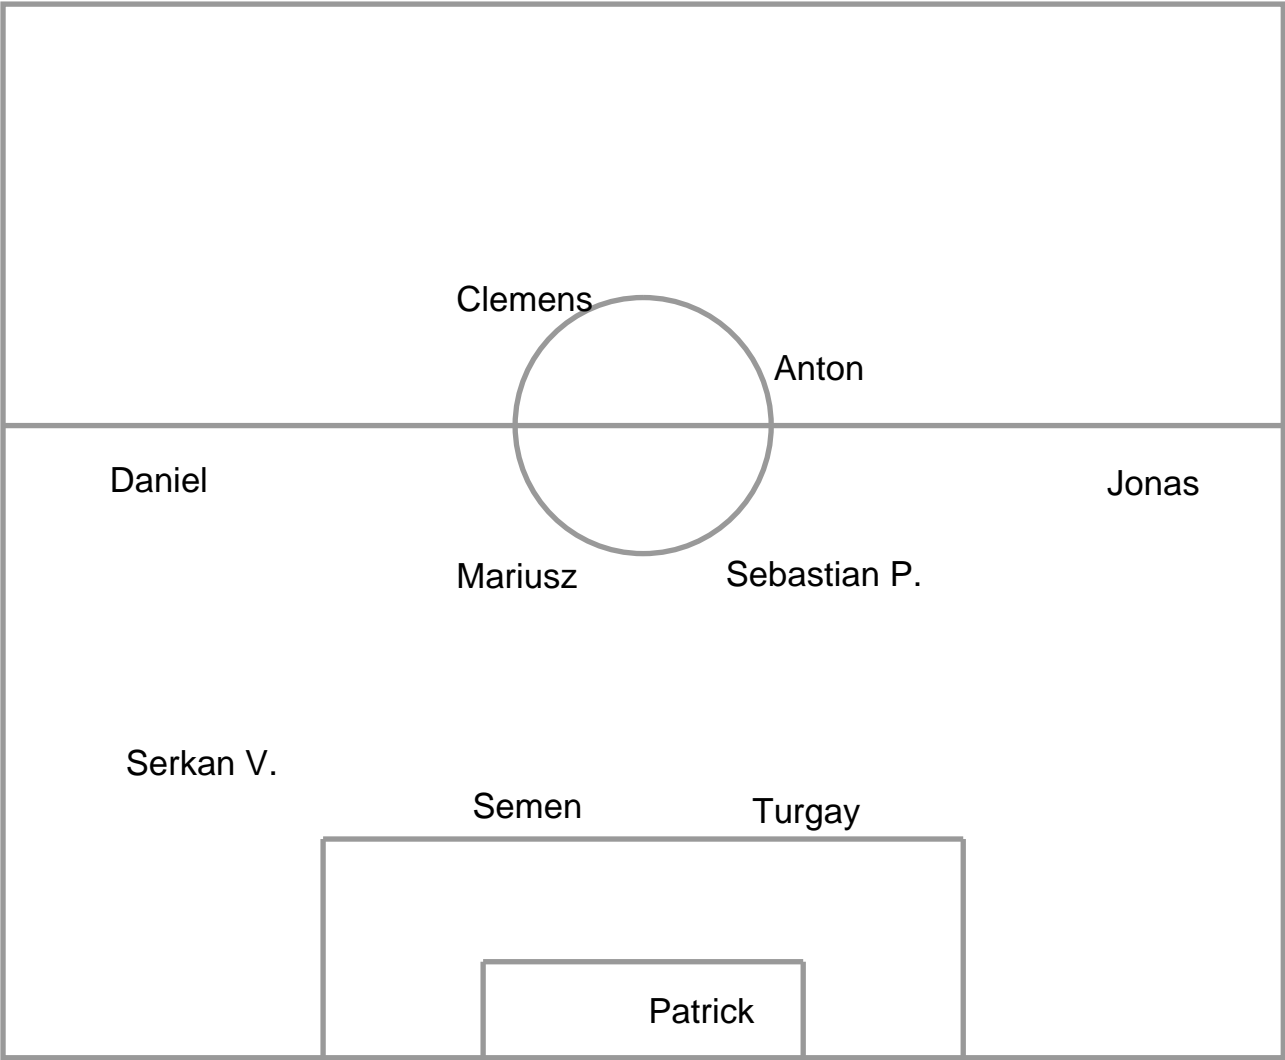 Clemens
Anton
Daniel
Jonas
Mariusz
Sebastian P.
Serkan V.
Semen
Turgay
Patrick